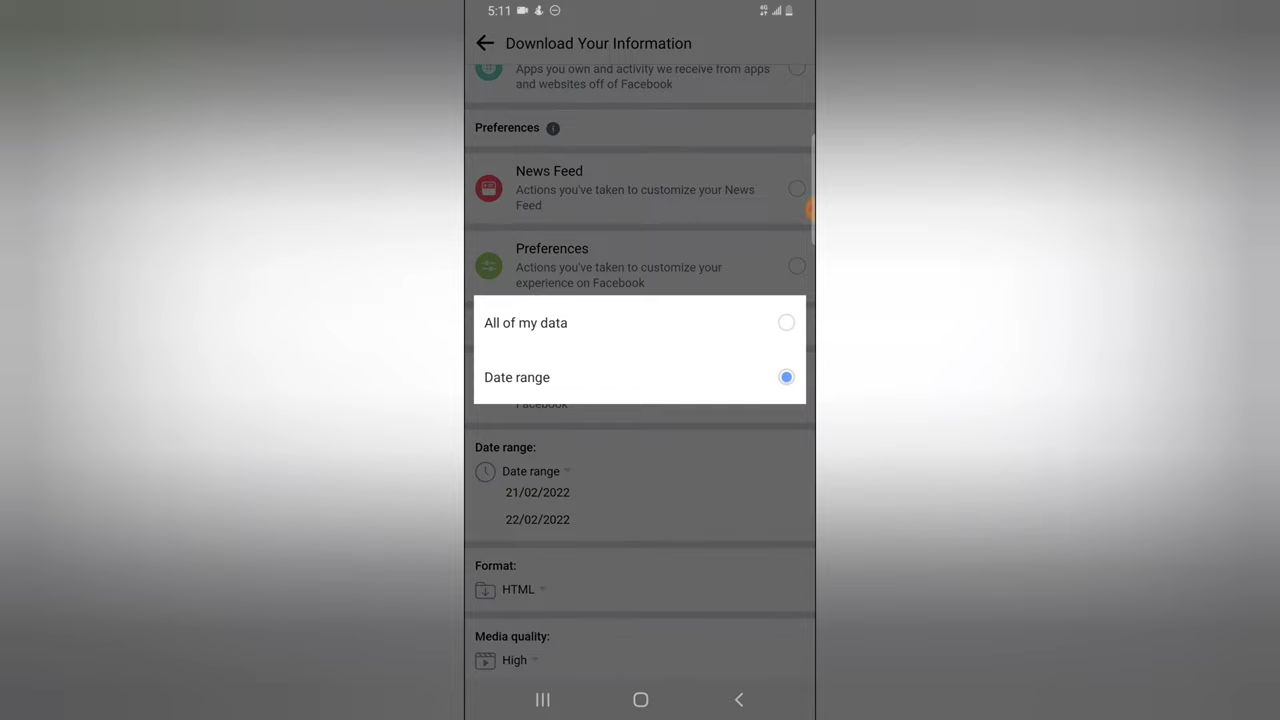 5:11
4G
Download Your Information
Apps you own and activity we receive from apps
and websites off of Facebook
Preferences
News Feed
Actions you've taken to customize your News
Feed
Preferences
Actions you've taken to customize your
experience on Facebook
All of my data
Date range
Facebook
Date range:
Date range
21/02/2022
22/02/2022
Format:
HTML
Media quality:
High